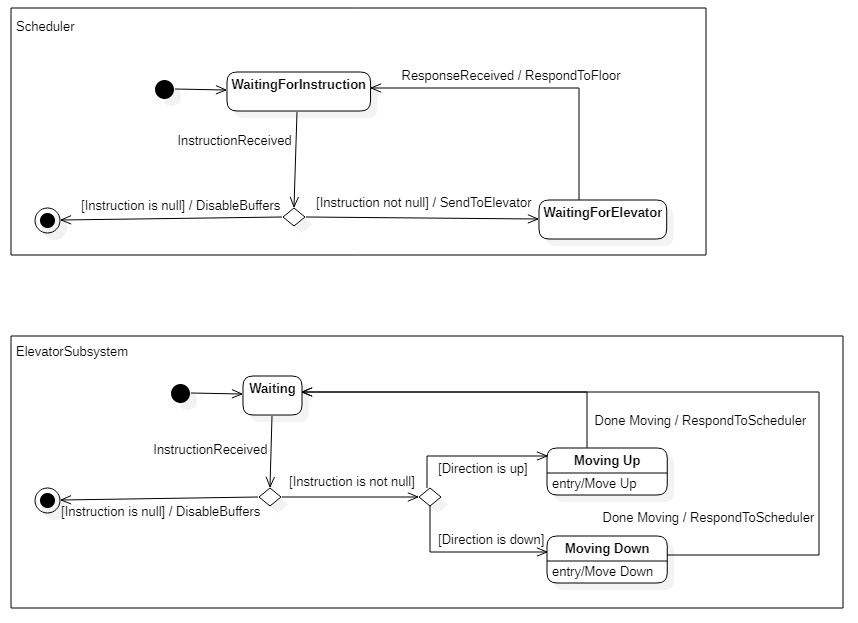 Scheduler
ResponseReceived / RespondToFloor
WaitingForInstruction
InstructionReceived
[Instruction is null] / DisableBuffers
[Instruction not null] / SendToElevator
WaitingForElevator
ElevatorSubsystem
Waiting
Done Moving / RespondToScheduler
InstructionReceived
Moving Up
[Direction is up]
[Instruction is not null]
entry/Move Up
[Instruction is null] / DisableBuffers
Done Moving / RespondToScheduler
[Direction is down]
Moving Down
entry/Move Down